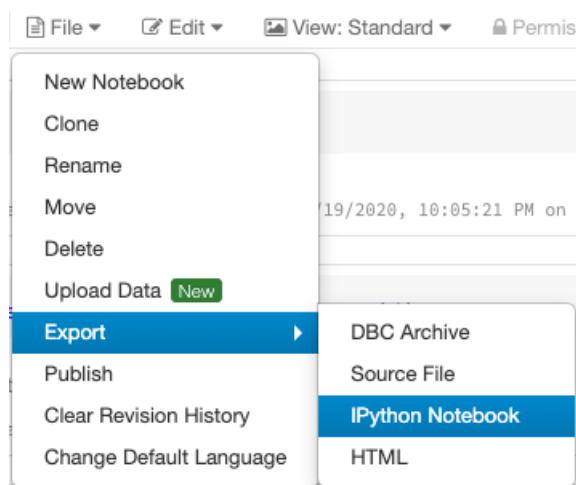 File Edit View: Standard Permis
New Notebook
Clone
Rename
Move
/19/2020, 10:05:21 PM on
Delete
Upload Data New
Export
DBC Archive
Publish
Source File
Clear Revision History
IPython Notebook
Change Default Language
HTML